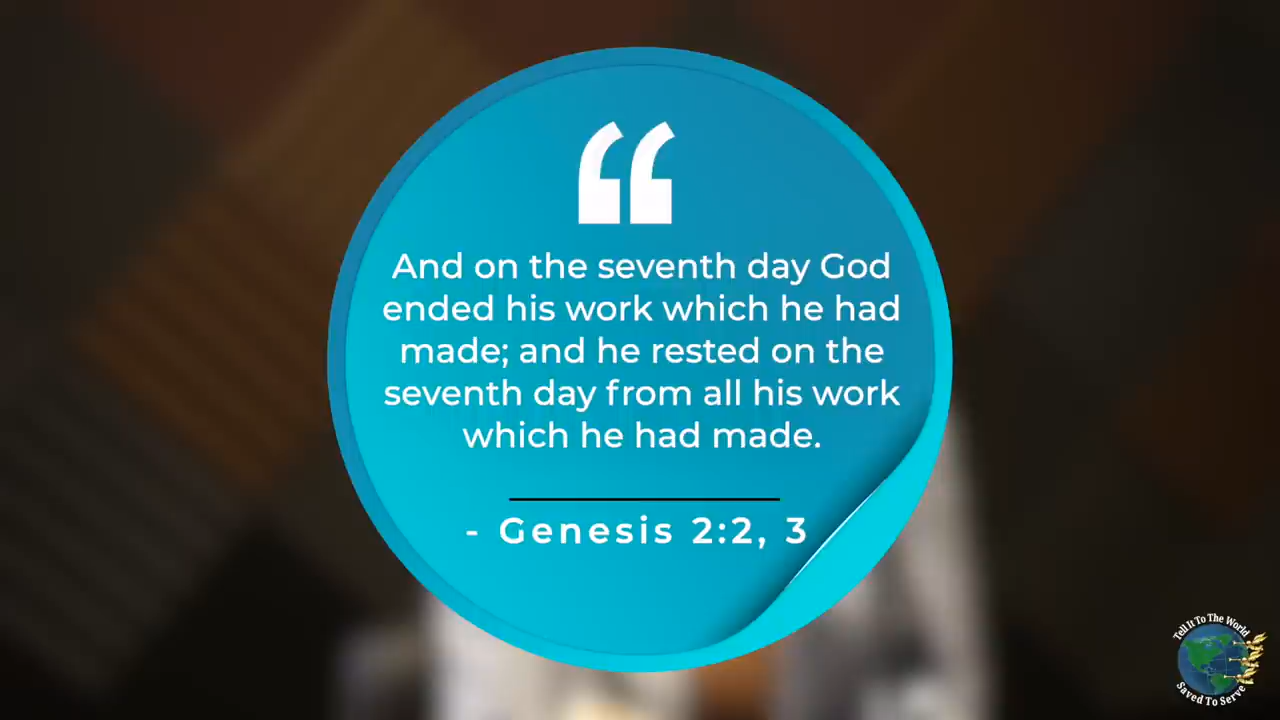 And on the seventh day God
ended his work which he had
made; and he rested on the
seventh day from all his work
which he had made.
- Genesis 2:2, 3
Tell It To The World
Saved To Serve